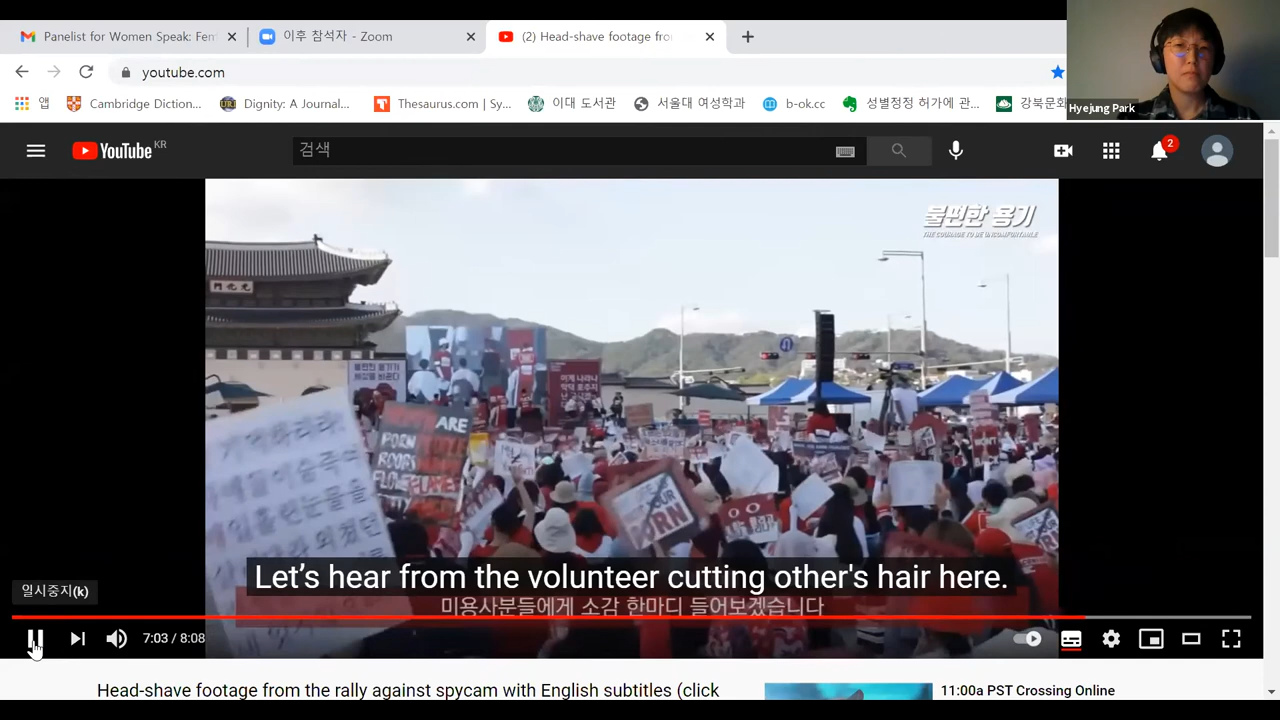 Panelist for Women Speak: Fem
이후 참석자 - Zoom
(2) Head-shave footage fro
youtube.com
앱
Cambridge Diction...
Dignity: A Journal...
Thesaurus.com | Sy...
이대 도서관
서울대 여성학과
b-ok.cc
성별정정 허가에 관...
강북문화
Hyejung Park
YouTube KR
검색
2
불편한 용기
THE COURAGE TO BE UNCOMFORTABLE
門化光
ARE
PORN
YOUR
PORN
Let’s hear from the volunteer cutting other's hair here.
미용사분들에게 소감 한마디 들어보겠습니다
일시중지(k)
7:03 / 8:08
Head-shave footage from the rally against spycam with English subtitles (click
11:00a PST Crossing Online